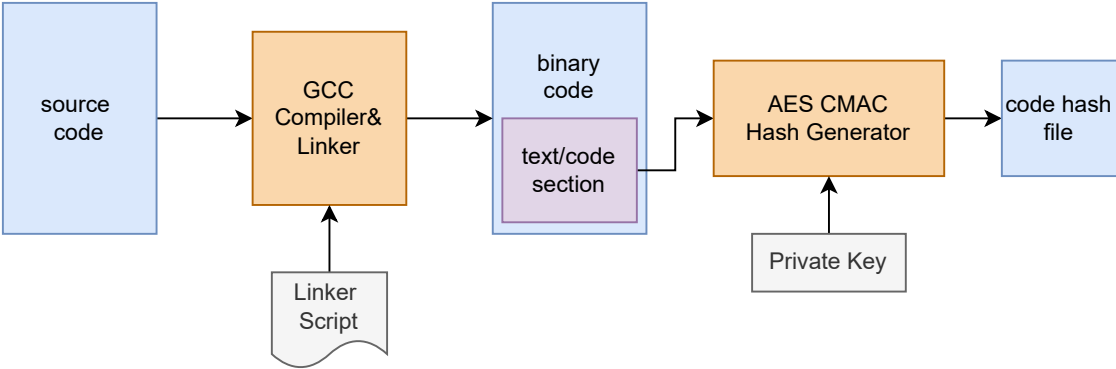 source
code
GCC
Compiler&
Linker
Linker
Script
binary
code
text/code
section
AES CMAC
Hash Generator
Private Key
code hash
file